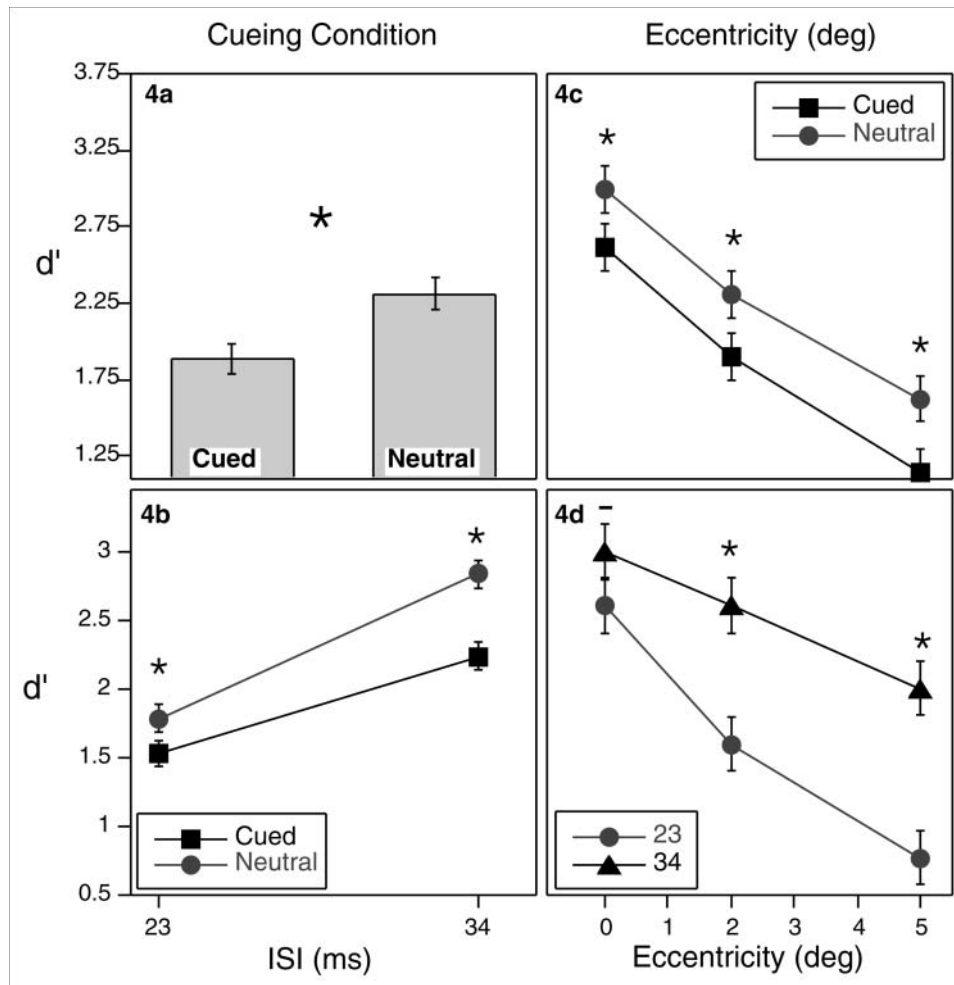 Cueing Condition
Eccentricity (deg)
3.75
3.25
2.75
2.25
1.75
1.25
d'
4a
*
Cued
Neutral
4c
Cued
Neutral
*
*
*
4b
3
2.5
2
1.5
1
0.5
d'
*
*
Cued
Neutral
23
34
ISI (ms)
4d
-
*
*
23
34
0 1 2 3 4 5
Eccentricity (deg)